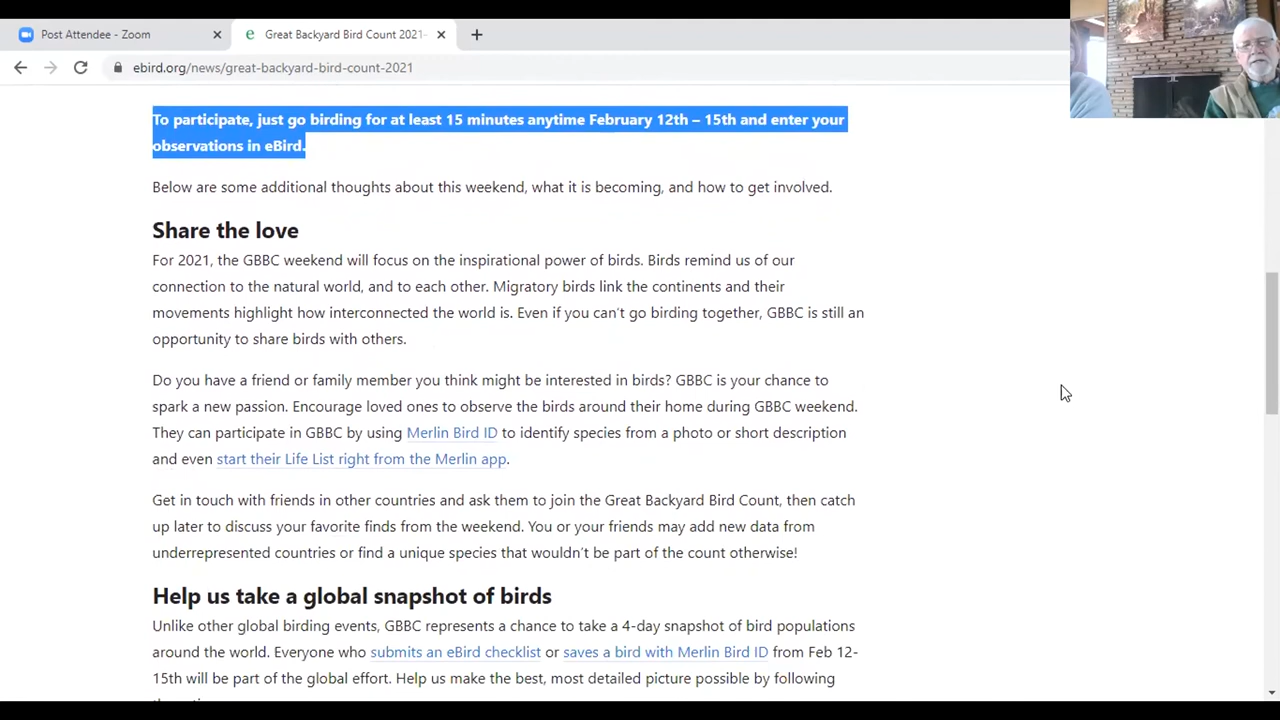 Post Attendee - Zoom
Great Backyard Bird Count 2021-
ebird.org/news/great-backyard-bird-count-2021
To participate, just go birding for at least 15 minutes anytime February 12th – 15th and enter your
observations in eBird.
Below are some additional thoughts about this weekend, what it is becoming, and how to get involved.
Share the love
For 2021, the GBBC weekend will focus on the inspirational power of birds. Birds remind us of our
connection to the natural world, and to each other. Migratory birds link the continents and their
movements highlight how interconnected the world is. Even if you can't go birding together, GBBC is still an
opportunity to share birds with others.
Do you have a friend or family member you think might be interested in birds? GBBC is your chance to
spark a new passion. Encourage loved ones to observe the birds around their home during GBBC weekend.
They can participate in GBBC by using Merlin Bird ID to identify species from a photo or short description
and even start their Life List right from the Merlin app.
Get in touch with friends in other countries and ask them to join the Great Backyard Bird Count, then catch
up later to discuss your favorite finds from the weekend. You or your friends may add new data from
underrepresented countries or find a unique species that wouldn't be part of the count otherwise!
Help us take a global snapshot of birds
Unlike other global birding events, GBBC represents a chance to take a 4-day snapshot of bird populations
around the world. Everyone who submits an eBird checklist or saves a bird with Merlin Bird ID from Feb 12-
15th will be part of the global effort. Help us make the best, most detailed picture possible by following